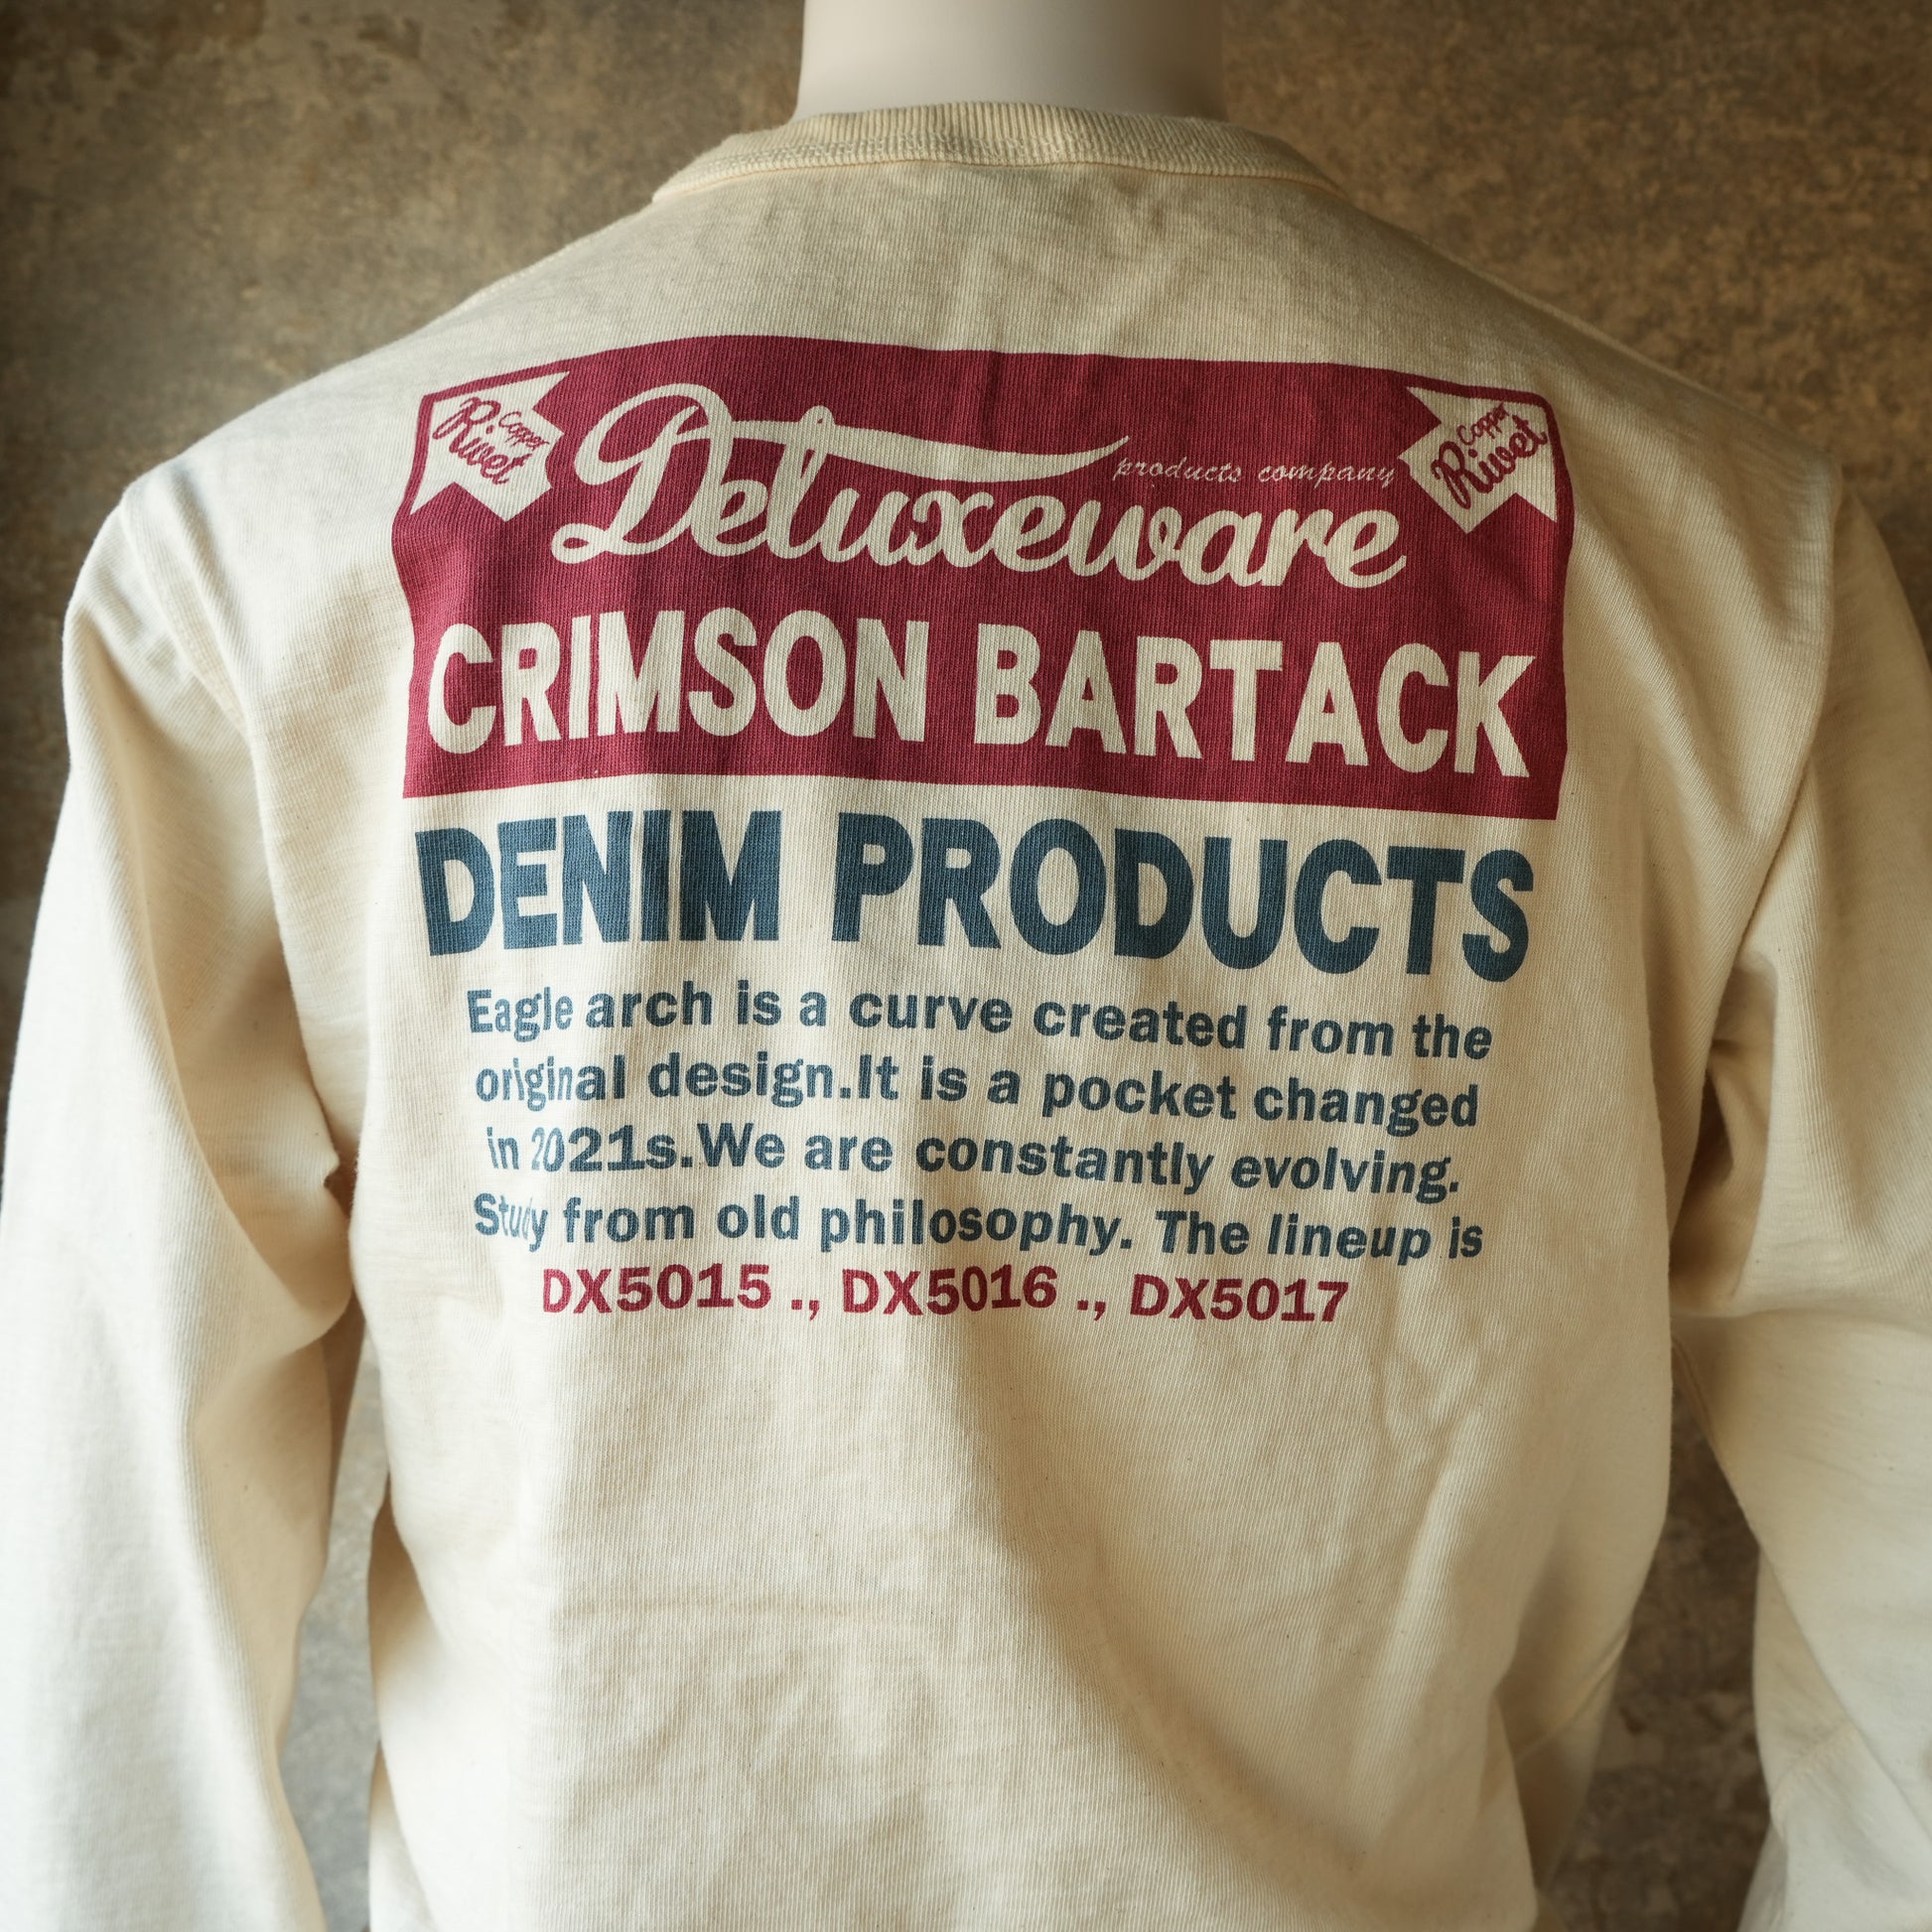 Copper
Rivet
Deluxeware
products company
Copper
Rivet
CRIMSON BARTACK
DENIM PRODUCTS
Eagle arch is a curve created from the
original design.It is a pocket changed
in 2021s.We are constantly evolving.
Study from old philosophy. The lineup is
DX5015 ., DX5016 ., DX5017